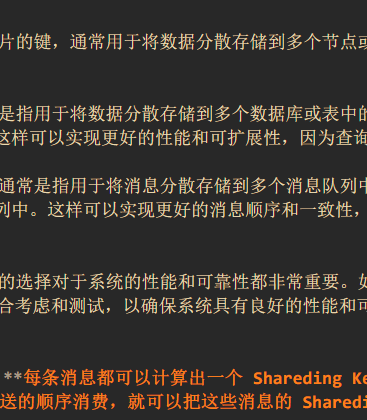 片的键，通常用于将数据分散存储到多个节点或
是指用于将数据分散存储到多个数据库或表中的
这样可以实现更好的性能和可扩展性，因为查询
通常是指用于将消息分散存储到多个消息队列中
列中。这样可以实现更好的消息顺序和一致性，
的选择对于系统的性能和可靠性都非常重要。如
合考虑和测试，以确保系统具有良好的性能和可
**每条消息都可以计算出一个 Shareding Ke
送的顺序消费，就可以把这些消息的 Sharedi